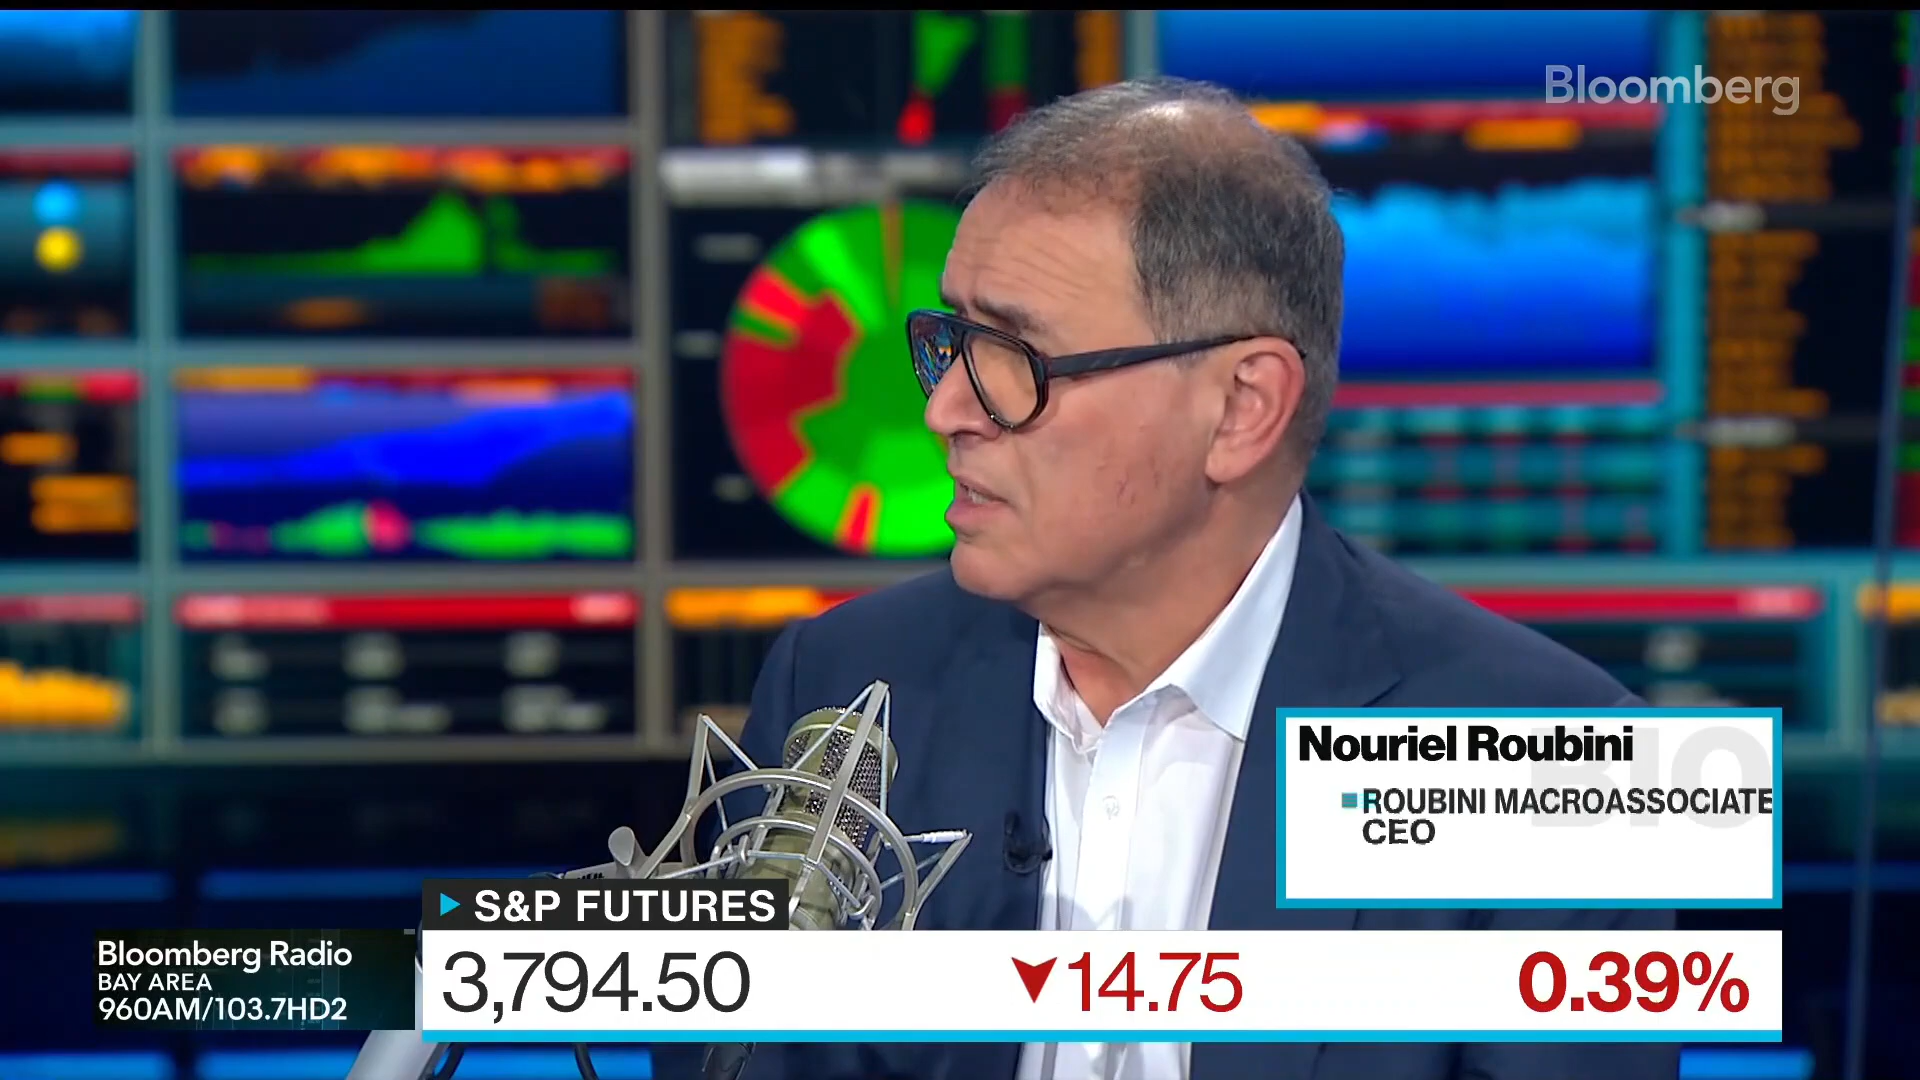 Bloomberg
Nouriel Roubini
BIO
ROUBINI MACROASSOCIATE
CEO
S&P FUTURES
3,794.50 14.75 0.39%
Bloomberg Radio
BAY AREA
960AM/103.7HD2